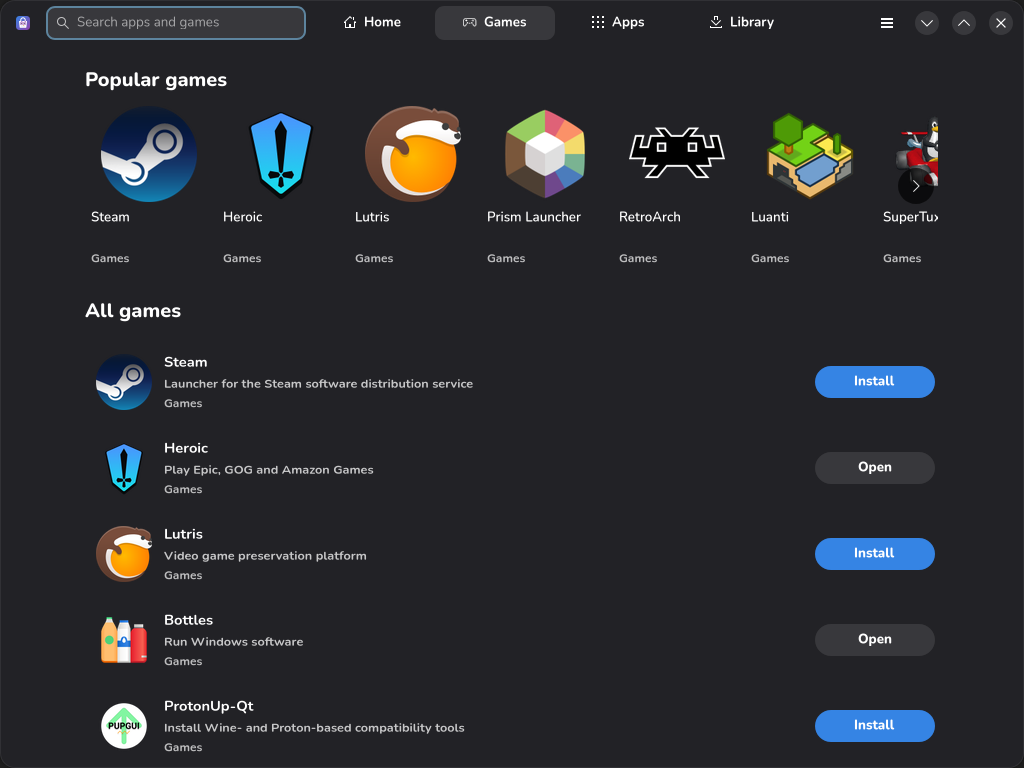 Search apps and games
Home
Games
Apps
Library
Popular games
Steam
Heroic
Lutris
Prism Launcher
RetroArch
Luanti
SuperTux
Games
Games
Games
Games
Games
Games
Games
All games
Steam
Launcher for the Steam software distribution service
Games
Install
Heroic
Play Epic, GOG and Amazon Games
Games
Open
Lutris
Video game preservation platform
Games
Install
Bottles
Run Windows software
Games
Open
PUPGUI
ProtonUp-Qt
Install Wine- and Proton-based compatibility tools
Games
Install